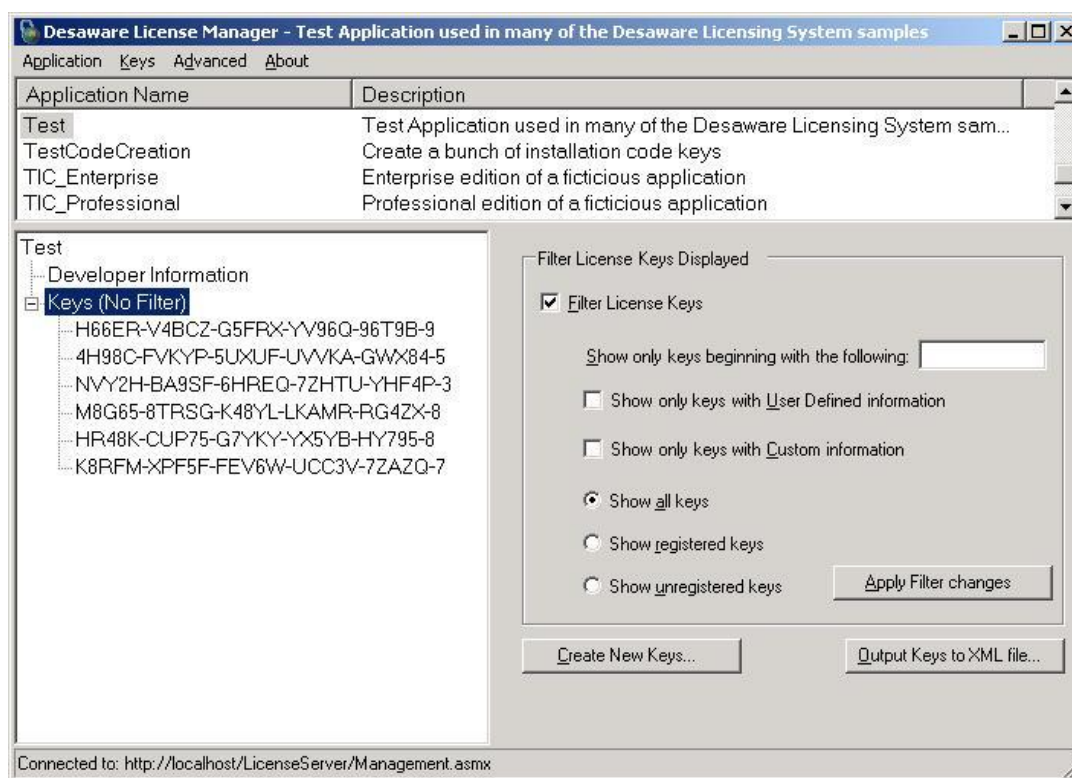 Desaware License Manager - Test Application used in many of the Desaware Licensing System samples
Application Keys Advanced About
Application Name Description
Test Test Application used in many of the Desaware Licensing System sam...
TestCodeCreation Create a bunch of installation code keys
TIC_Enterprise Enterprise edition of a ficticious application
TIC_Professional Professional edition of a ficticious application
Test
Developer Information
Keys (No Filter)
H66ER-V4BCZ-G5FRX-YV96Q-96T9B-9
4H98C-FVKYP-5UXUF-UVVKA-GWX84-5
NVY2H-BA9SF-6HREQ-7ZHTU-YHF4P-3
M8G65-8TRSG-K48YL-LKAMR-RG4ZX-8
HR48K-CUP75-G7YKY-YX5YB-HY795-8
K8RFM-XPF5F-FEV6W-UCC3V-7ZAZQ-7
Filter License Keys Displayed
Filter License Keys
Show only keys beginning with the following:
Show only keys with User Defined information
Show only keys with Custom information
Show all keys
Show registered keys
Show unregistered keys
Apply Filter changes
Create New Keys...
Output Keys to XML file...
Connected to: http://localhost/LicenseServer/Management.asmx